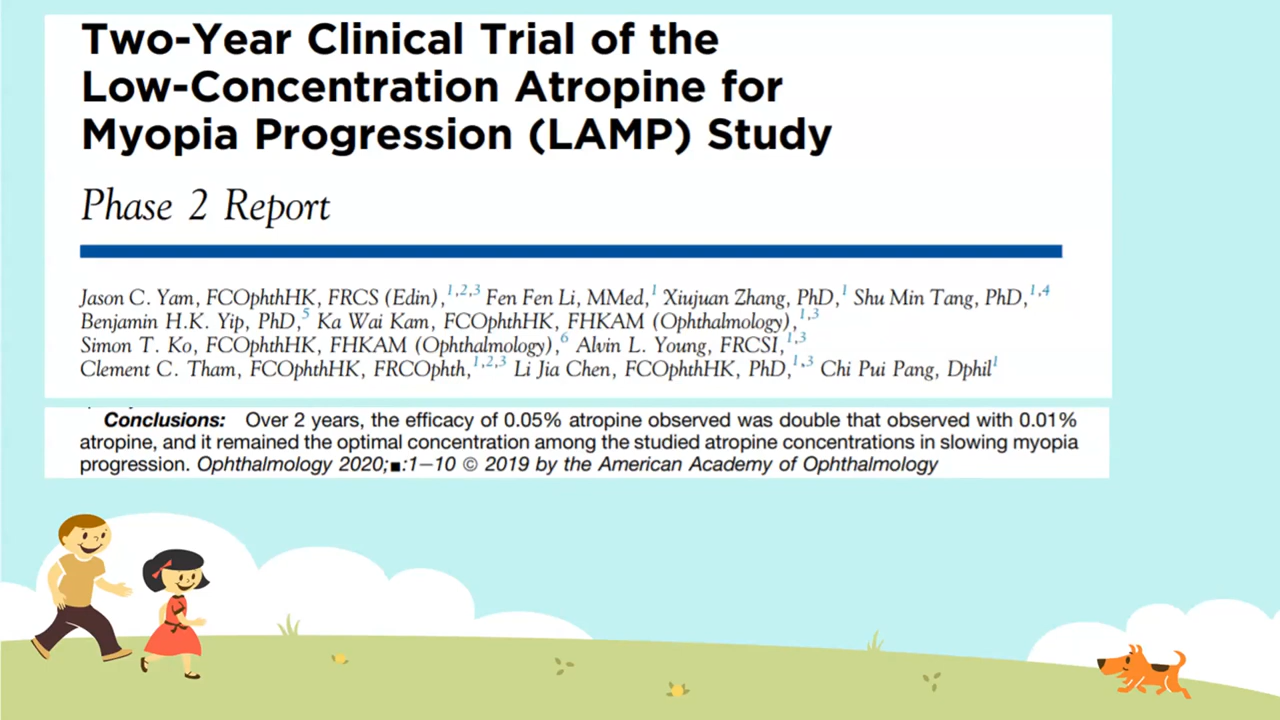 Two-Year Clinical Trial of the
Low-Concentration Atropine for
Myopia Progression (LAMP) Study
Phase 2 Report
Jason C. Yam, FCOphthHK, FRCS (Edin),1,2,3 Fen Fen Li, MMed,1 Xiujuan Zhang, PhD,1 Shu Min Tang, PhD,1,4
Benjamin H.K. Yip, PhD,5 Ka Wai Kam, FCOphthHK, FHKAM (Ophthalmology),1,3
Simon T. Ko, FCOphthHK, FHKAM (Ophthalmology),6 Alvin L. Young, FRCSI,1,3
Clement C. Tham, FCOphthHK, FRCOphth,1,2,3 Li Jia Chen, FCOphthHK, PhD,1,3 Chi Pui Pang, Dphil1
Conclusions: Over 2 years, the efficacy of 0.05% atropine observed was double that observed with 0.01%
atropine, and it remained the optimal concentration among the studied atropine concentrations in slowing myopia
progression. Ophthalmology 2020;■:1–10 © 2019 by the American Academy of Ophthalmology